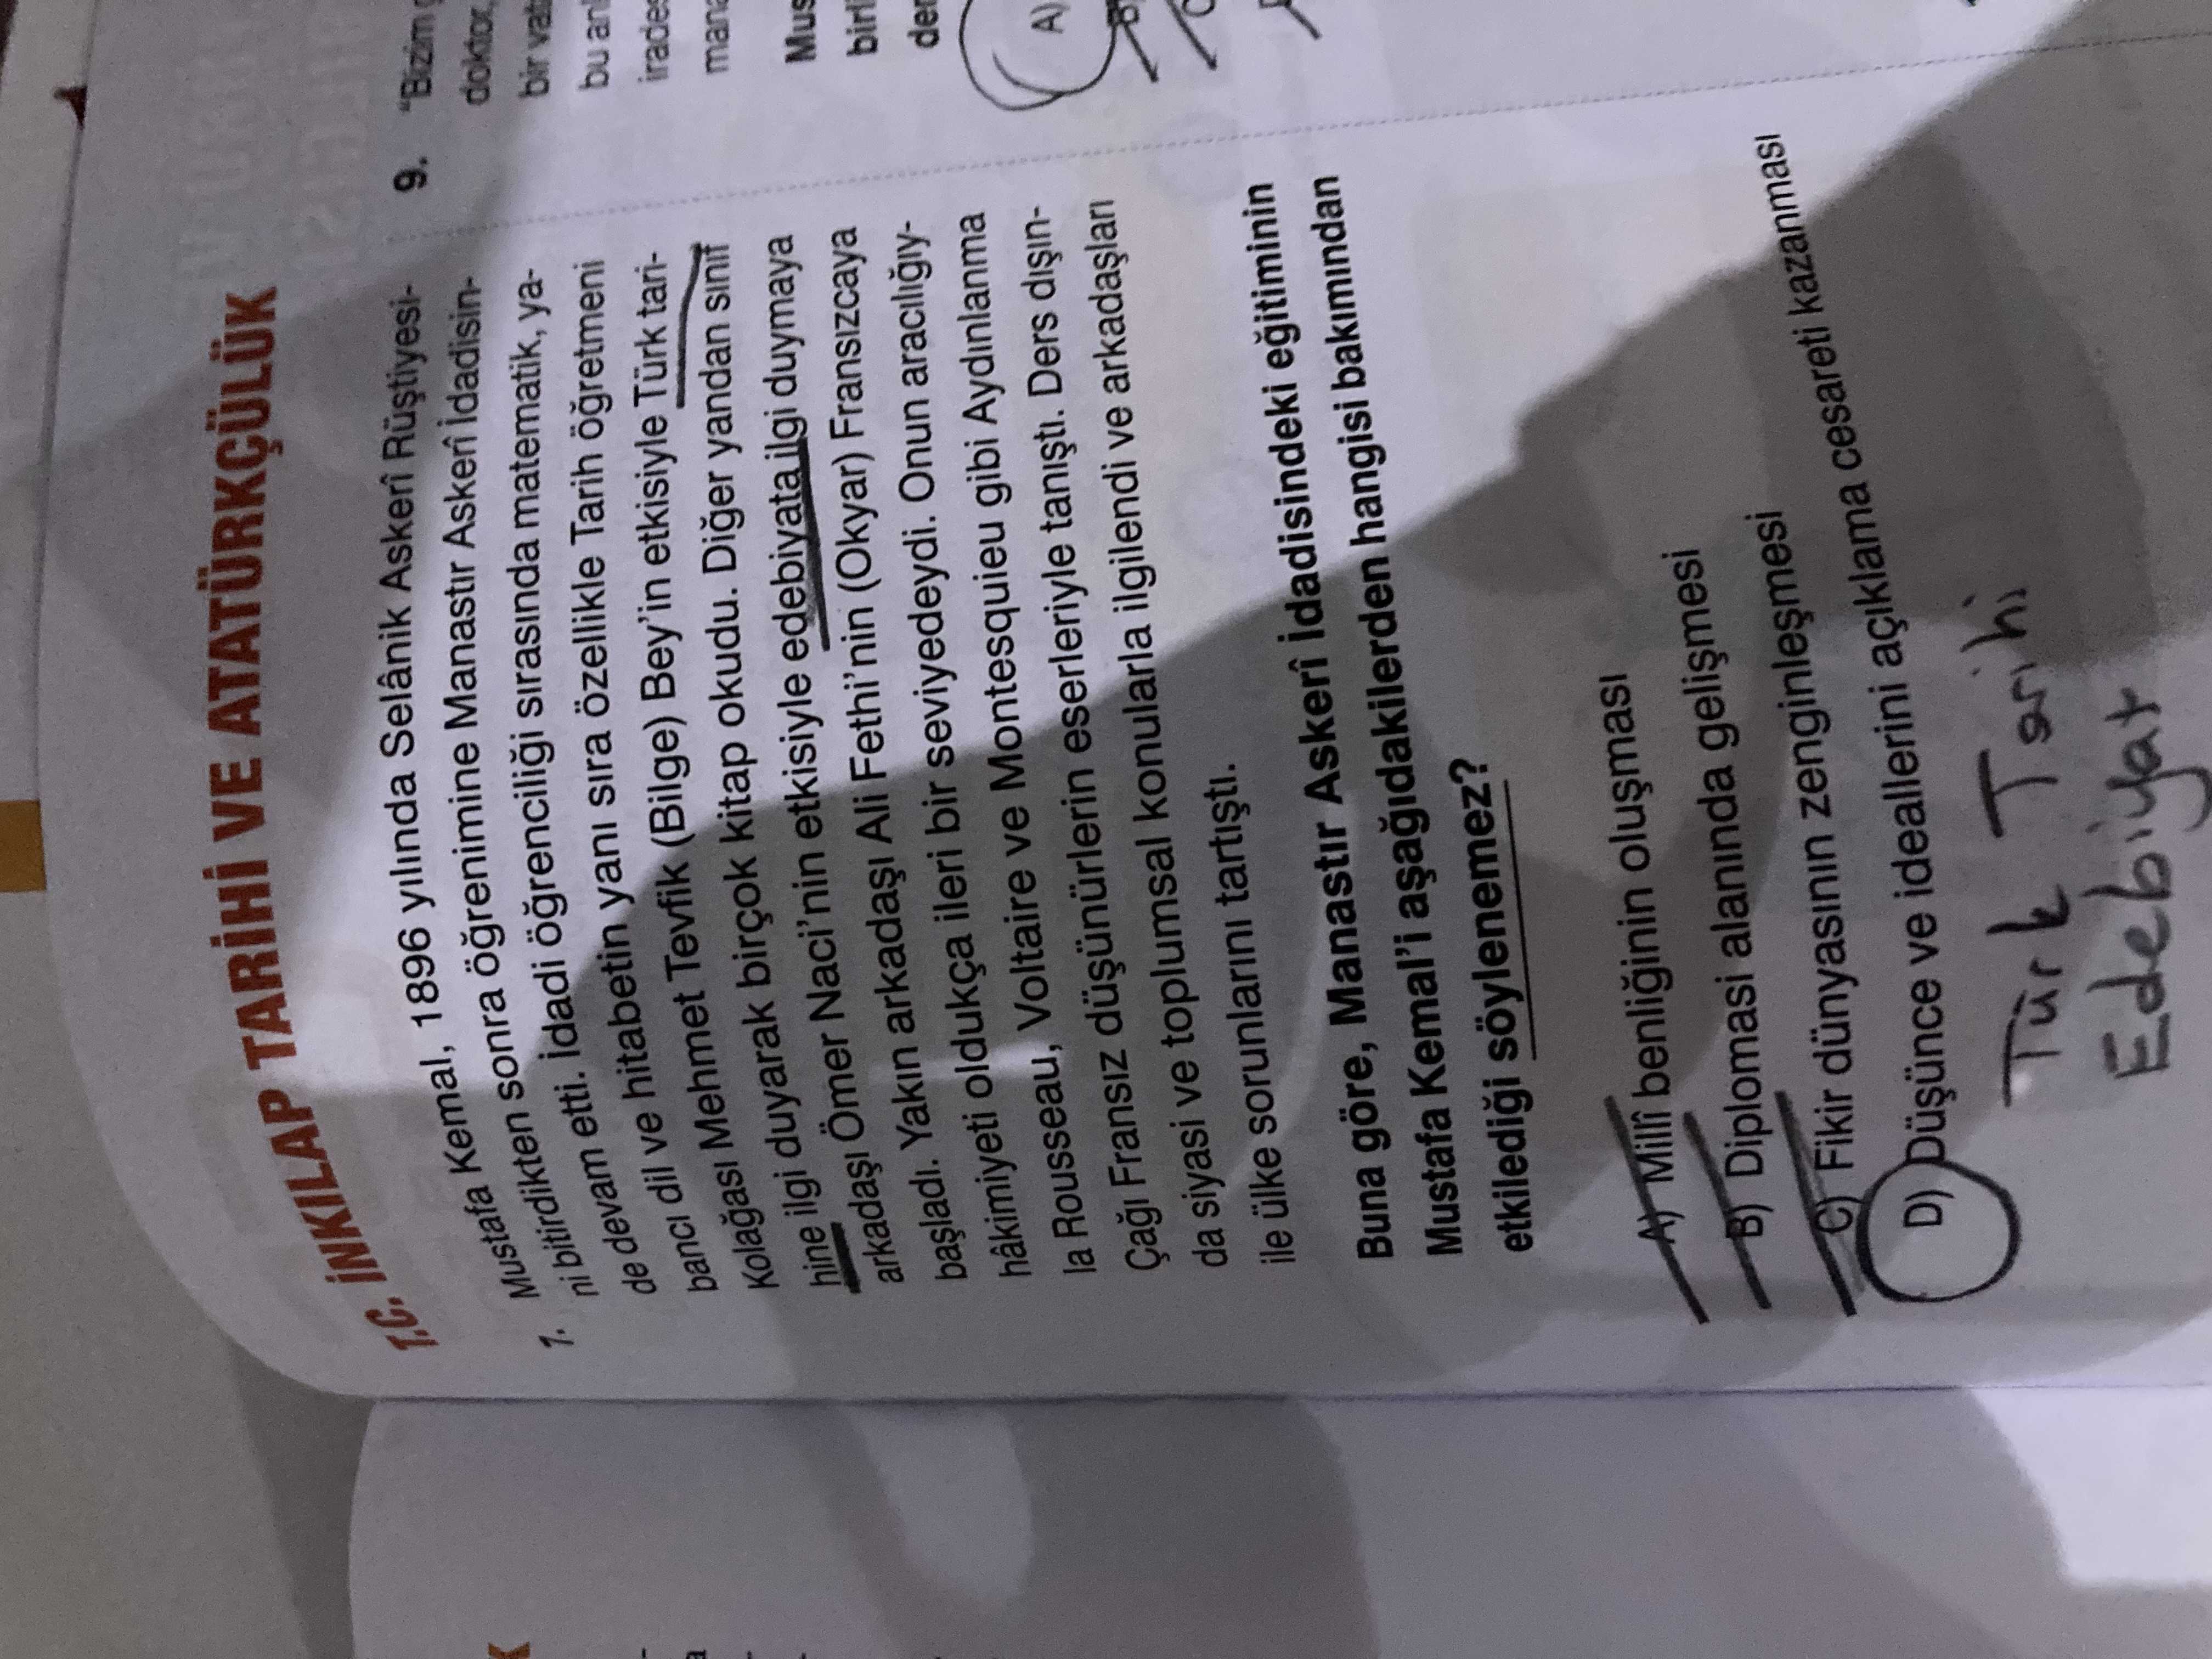 T.C. İNKILAP TARİHİ VE ATATÜRKÇÜLÜK
1. Mustafa Kemal, 1896 yılında Selânik Askerî Rüştiyesi-
ni bitirdikten sonra öğrenimine Manastır Askerî İdadisin-
de devam etti. İdadi öğrenciliği sırasında matematik, ya-
bancı dil ve hitabetin yanı sıra özellikle Tarih öğretmeni
Kolağası Mehmet Tevfik (Bilge) Bey'in etkisiyle Türk tari-
hine ilgi duyarak birçok kitap okudu. Diğer yandan sınıf
arkadaşı Ömer Naci'nin etkisiyle edebiyata ilgi duymaya
başladı. Yakın arkadaşı Ali Fethi'nin (Okyar) Fransızcaya
hâkimiyeti oldukça ileri bir seviyedeydi. Onun aracılığıy-
la Rousseau, Voltaire ve Montesquieu gibi Aydınlanma
Çağı Fransız düşünürlerin eserleriyle tanıştı. Ders dışın-
da siyasi ve toplumsal konularla ilgilendi ve arkadaşları
ile ülke sorunlarını tartıştı.
Buna göre, Manastır Askerî İdadisindeki eğitiminin
Mustafa Kemal'i aşağıdakilerden hangisi bakımından
etkilediği söylenemez?
A) Millî benliğinin oluşması
B) Diplomasi alanında gelişmesi
C) Fikir dünyasının zenginleşmesi
D) Düşünce ve ideallerini açıklama cesareti kazanması
Türk Tarihi
Edebiyat
9. "Bizim
doktor,
bir vat
bu an
irades
mana
Mus
birl
der
A)
B)